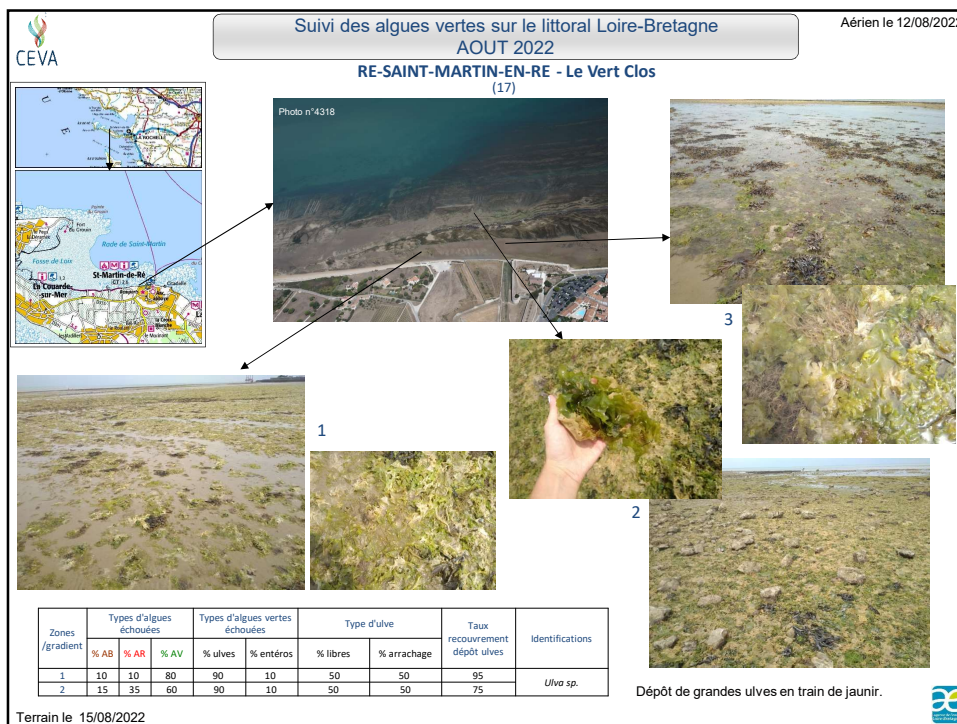 CEVA
Suivi des algues vertes sur le littoral Loire-Bretagne
AOUT 2022
Aérien le 12/08/2022
RE-SAINT-MARTIN-EN-RE - Le Vert Clos
(17)
Photo n°4318
LA ROCHELLE
Rade de Saint-Martin
Fosse de Loix
St-Martin-de-Ré
La Couarde-
sur-Mer
Citadelle
1
2
3
Zones
/gradient
Types d'algues
échouées
Types d'algues vertes
échouées
Type d'ulve
Taux
recouvrement
dépôt ulves
Identifications
% AB % AR % AV % ulves % entéros % libres % arrachage
1 10 10 80 90 10 50 50 95
2 15 35 60 90 10 50 50 75
Ulva sp.
Dépôt de grandes ulves en train de jaunir.
Terrain le 15/08/2022